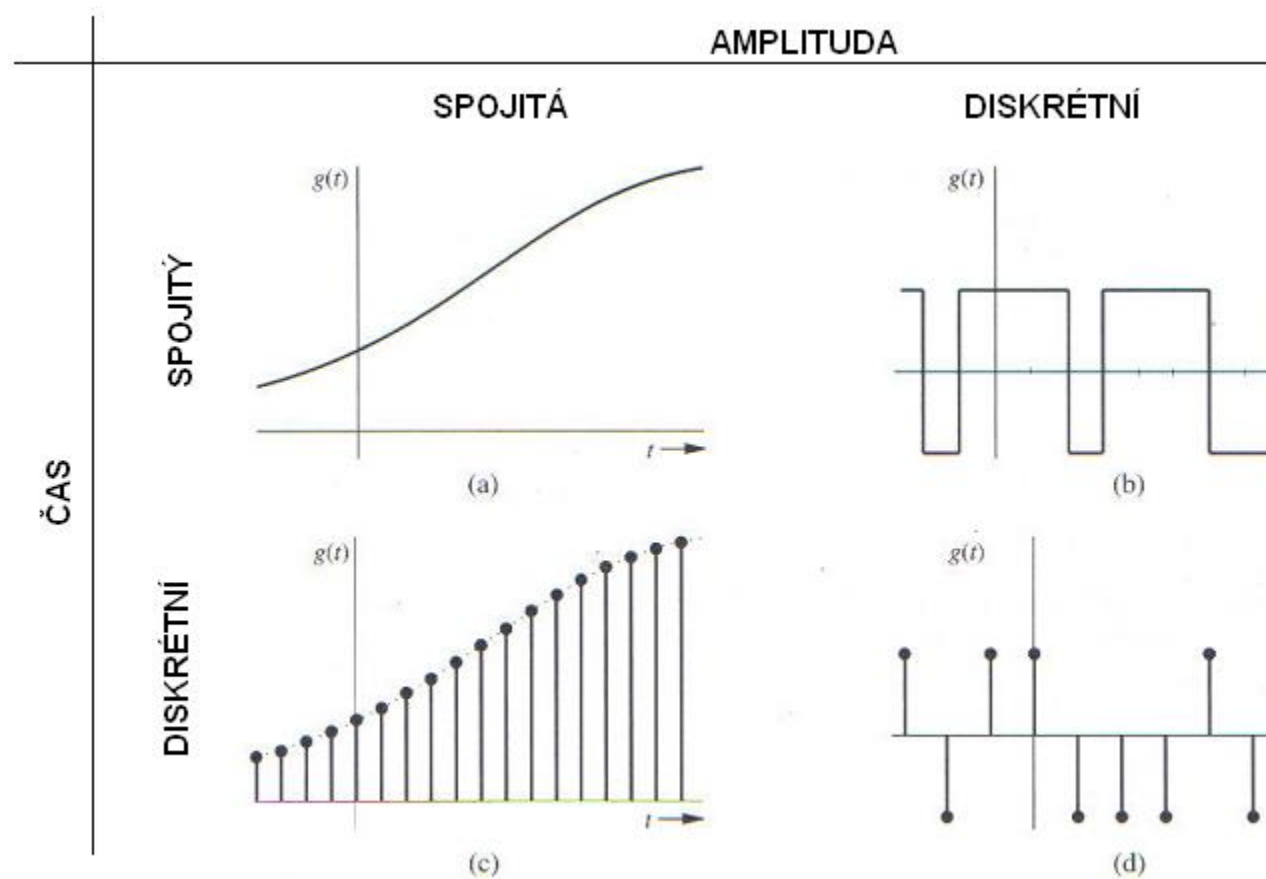 AMPLITUDA
SPOJITÁ DISKRÉTNÍ
SPOJITÝ
g(t)
t
(a)
g(t)
(b)
ČAS
DISKRÉTNÍ
g(t)
t
(c)
g(t)
(d)